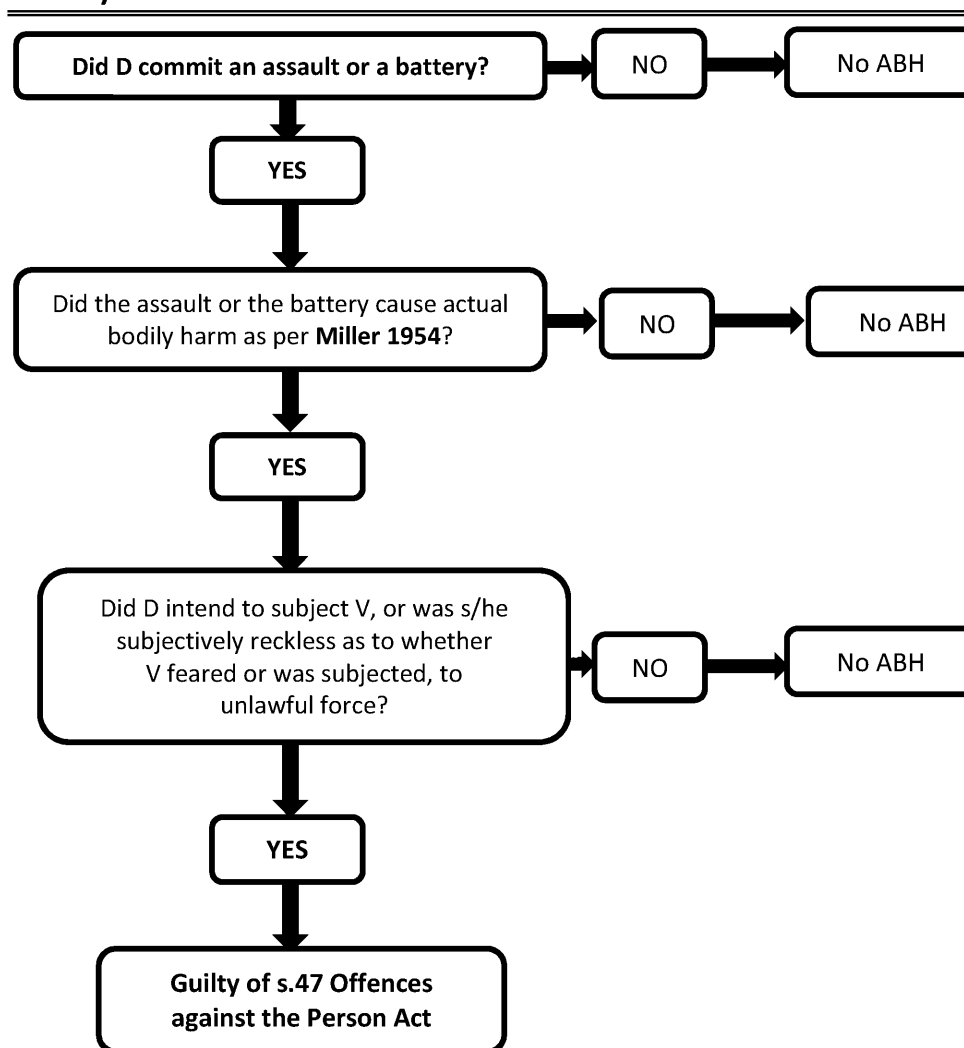 Did D commit an assault or a battery?
NO
No ABH
YES
Did the assault or the battery cause actual
bodily harm as per Miller 1954?
NO
No ABH
YES
Did D intend to subject V, or was s/he
subjectively reckless as to whether
V feared or was subjected, to
unlawful force?
NO
No ABH
YES
Guilty of s.47 Offences
against the Person Act